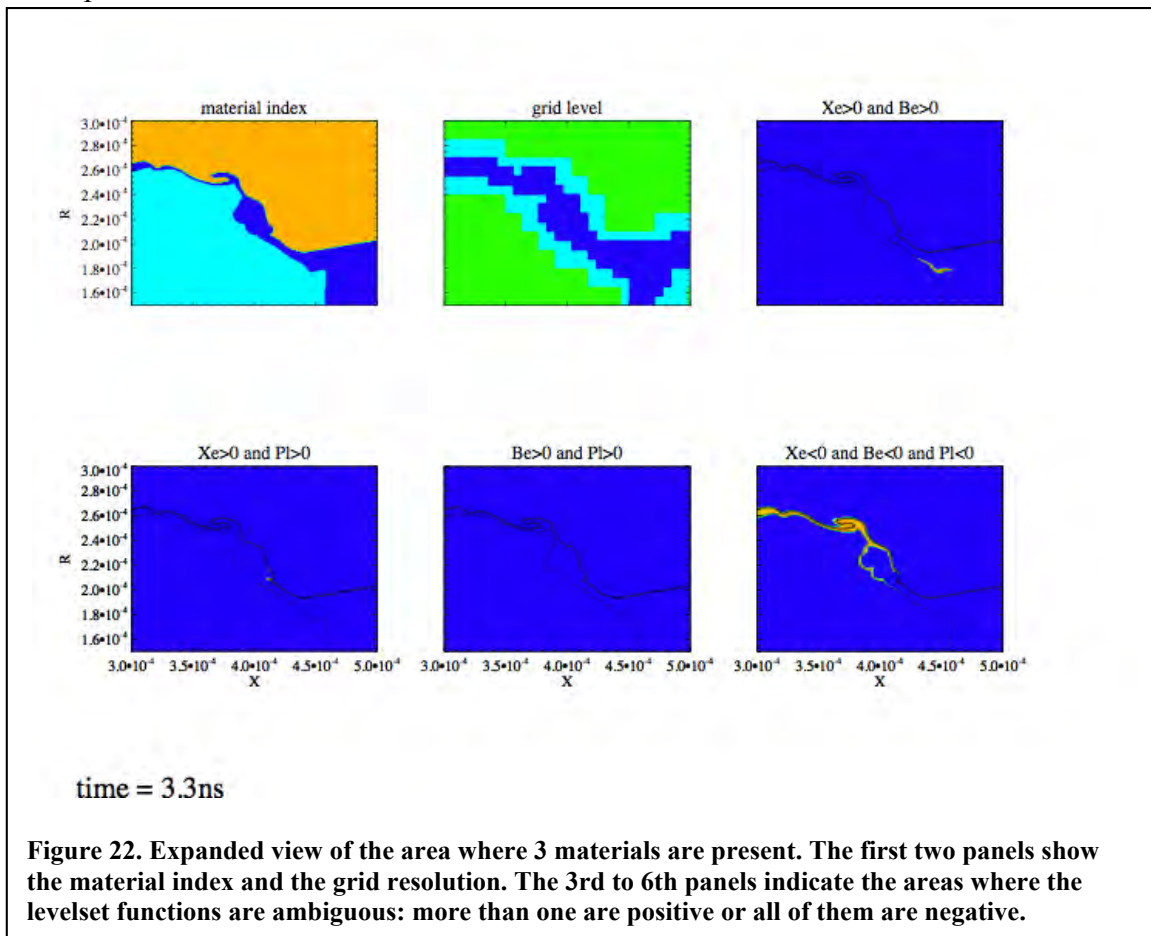 material index
grid level
Xe>0 and Be>0
3.0•10-4
2.8•10-4
2.6•10-4
2.4•10-4
2.2•10-4
2.0•10-4
1.8•10-4
1.6•10-4
R
Xe>0 and Pl>0
Be>0 and Pl>0
Xe<0 and Be<0 and Pl<0
3.0•10-4
2.8•10-4
2.6•10-4
2.4•10-4
2.2•10-4
2.0•10-4
1.8•10-4
1.6•10-4
R
3.0•10-4 3.5•10-4 4.0•10-4 4.5•10-4 5.0•10-4
X
3.0•10-4 3.5•10-4 4.0•10-4 4.5•10-4 5.0•10-4
X
3.0•10-4 3.5•10-4 4.0•10-4 4.5•10-4 5.0•10-4
X
time = 3.3ns
Figure 22. Expanded view of the area where 3 materials are present. The first two panels show
the material index and the grid resolution. The 3rd to 6th panels indicate the areas where the
levelset functions are ambiguous: more than one are positive or all of them are negative.